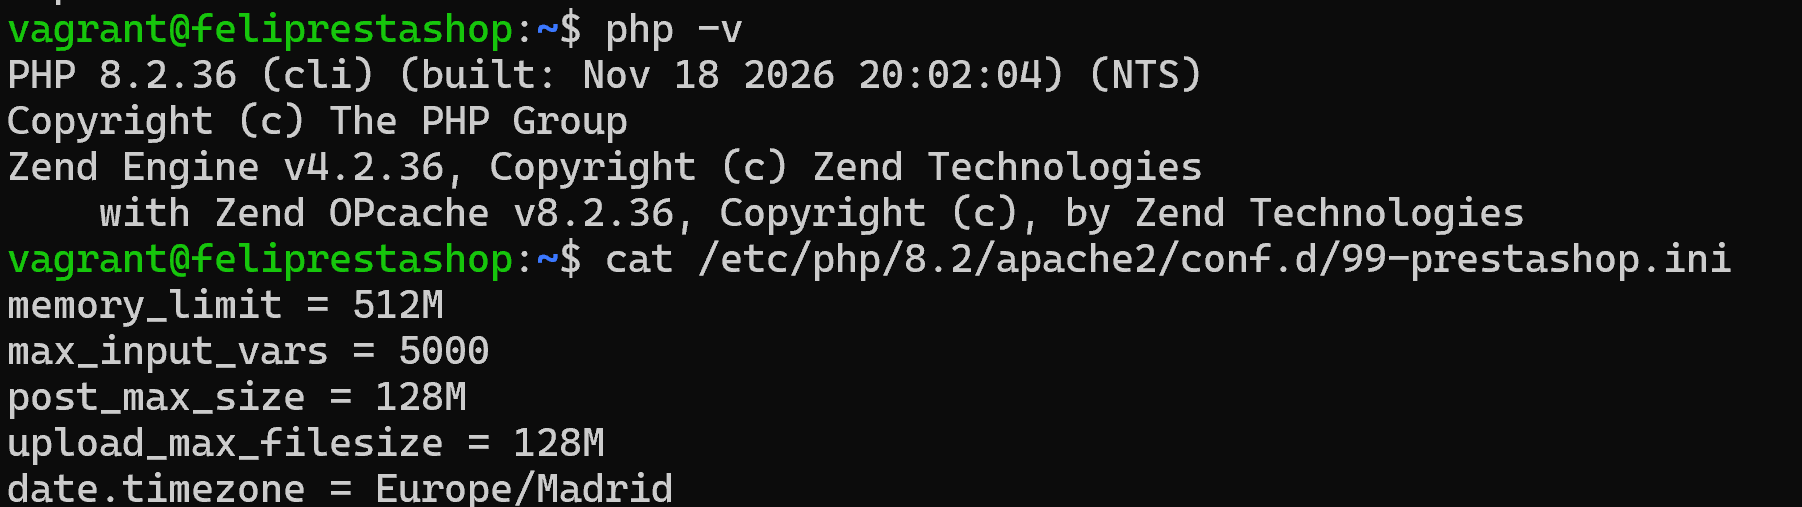 vagrant@feliprestashop:~$ php -v
PHP 8.2.36 (cli) (built: Nov 18 2026 20:02:04) (NTS)
Copyright (c) The PHP Group
Zend Engine v4.2.36, Copyright (c) Zend Technologies
    with Zend OPcache v8.2.36, Copyright (c), by Zend Technologies
vagrant@feliprestashop:~$ cat /etc/php/8.2/apache2/conf.d/99-prestashop.ini
memory_limit = 512M
max_input_vars = 5000
post_max_size = 128M
upload_max_filesize = 128M
date.timezone = Europe/Madrid